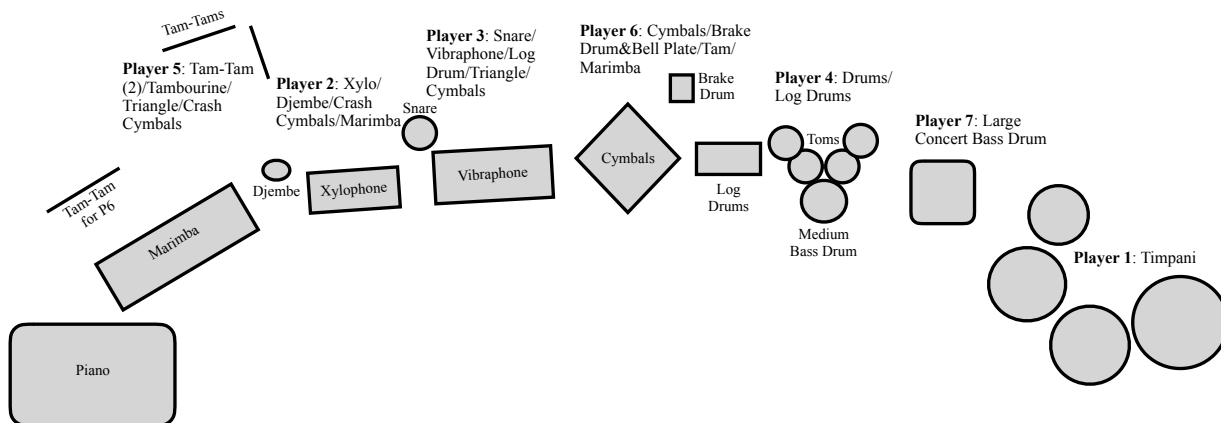 Tam-Tams
Player 5: Tam-Tam
(2)/Tambourine/
Triangle/Crash
Cymbals
Player 2: Xylo/
Djembe/Crash
Cymbals/Marimba
Player 3: Snare/
Vibraphone/Log
Drum/Triangle/
Cymbals
Player 6: Cymbals/Brake
Drum&Bell Plate/Tam/
Marimba
Brake
Drum
Player 4: Drums/
Log Drums
Player 7: Large
Concert Bass Drum
Snare
Toms
Tam-Tam
for P6
Djembe
Xylophone
Vibraphone
Cymbals
Log
Drums
Medium
Bass Drum
Marimba
Player 1: Timpani
Piano